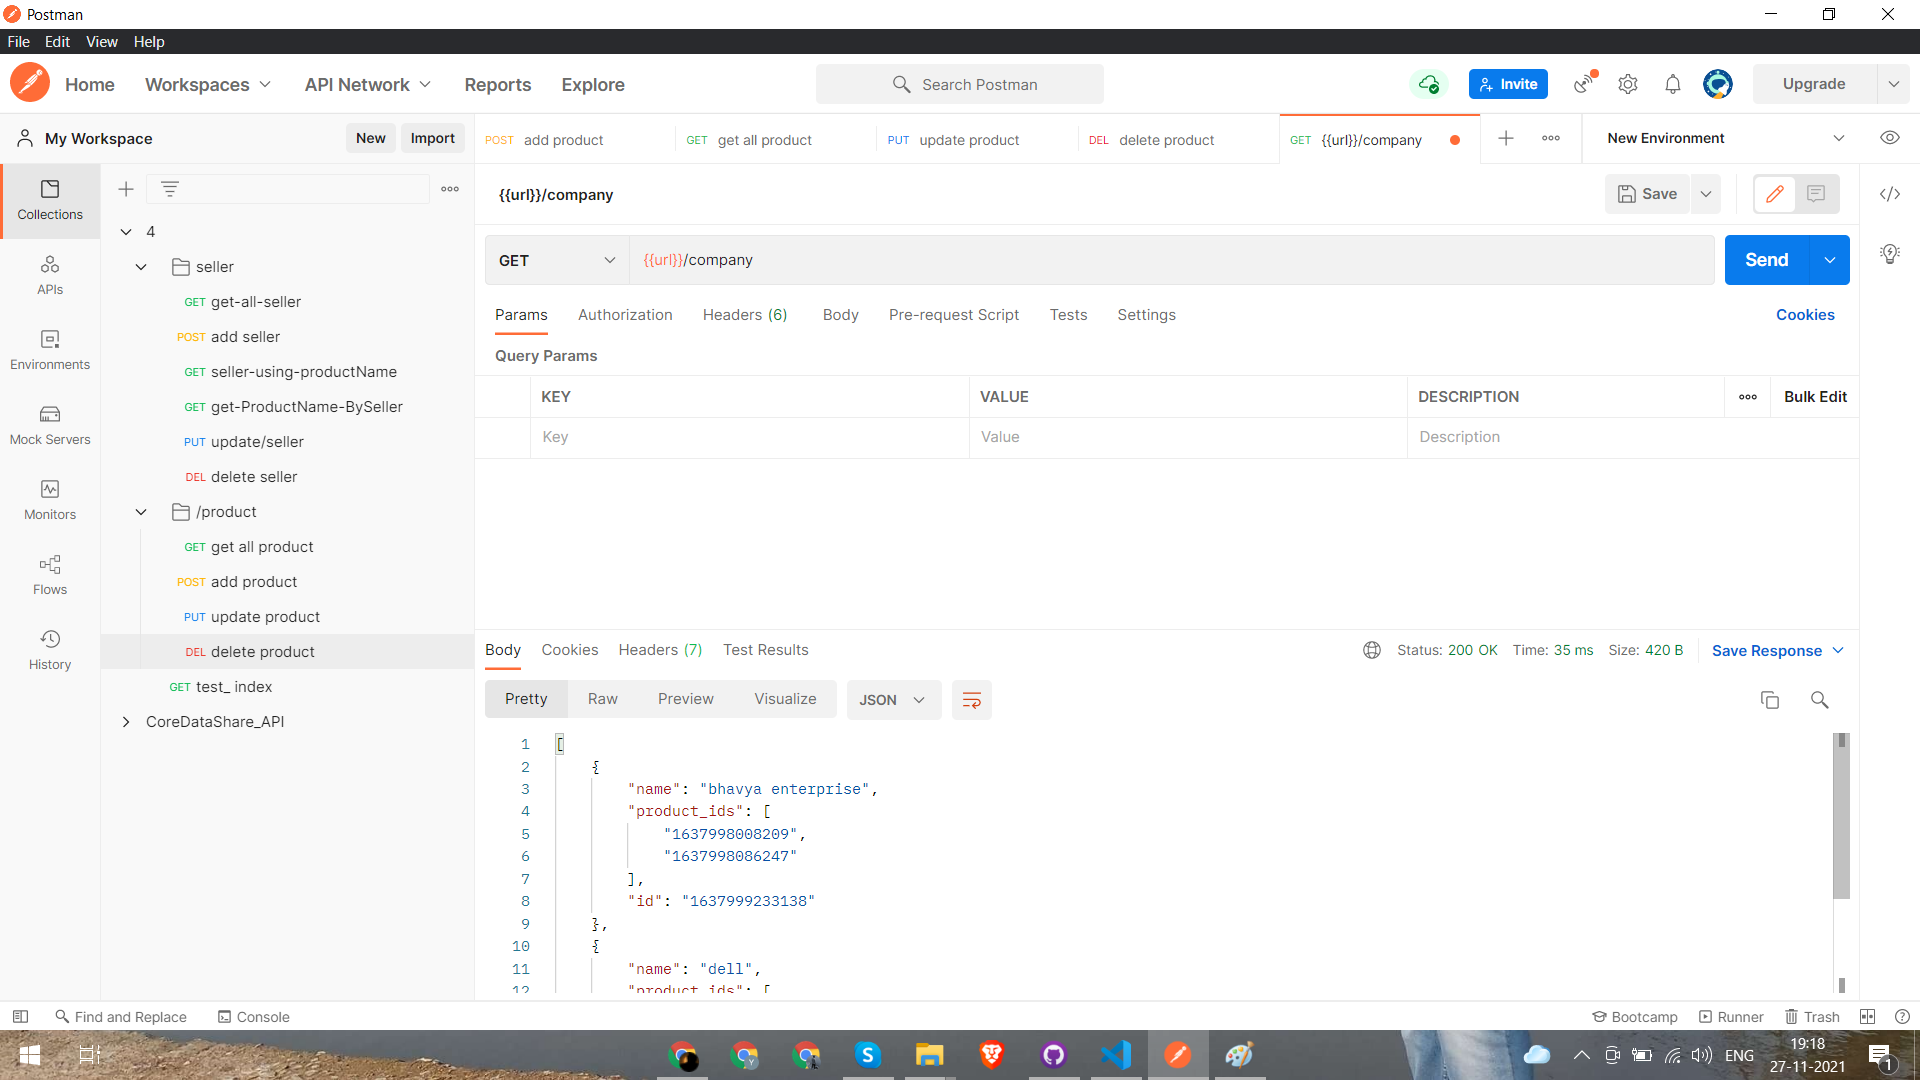 Postman
File Edit View Help
Home Workspaces API Network Reports Explore Search Postman Invite Upgrade
My Workspace New Import POST add product GET get all product PUT update product DEL delete product GET {{url}}/company New Environment
Collections
APIs
Environments
Mock Servers
Monitors
Flows
History
4
seller
GET get-all-seller
POST add seller
GET seller-using-productName
GET get-ProductName-BySeller
PUT update/seller
DEL delete seller
/product
GET get all product
POST add product
PUT update product
DEL delete product
GET test_ index
CoreDataShare_API
{{url}}/company Save
GET {{url}}/company Send
Params Authorization Headers (6) Body Pre-request Script Tests Settings Cookies
Query Params
KEY VALUE DESCRIPTION Bulk Edit
Key Value Description
Body Cookies Headers (7) Test Results Status: 200 OK Time: 35 ms Size: 420 B Save Response
Pretty Raw Preview Visualize JSON
1 [
2 {
3 "name": "bhavya enterprise",
4 "product_ids": [
5 "1637998008209",
6 "1637998086247"
7 ],
8 "id": "1637999233138"
9 },
10 {
11 "name": "dell",
12 "product_ids": [
Find and Replace Console Bootcamp Runner Trash
ENG 19:18
27-11-2021
1